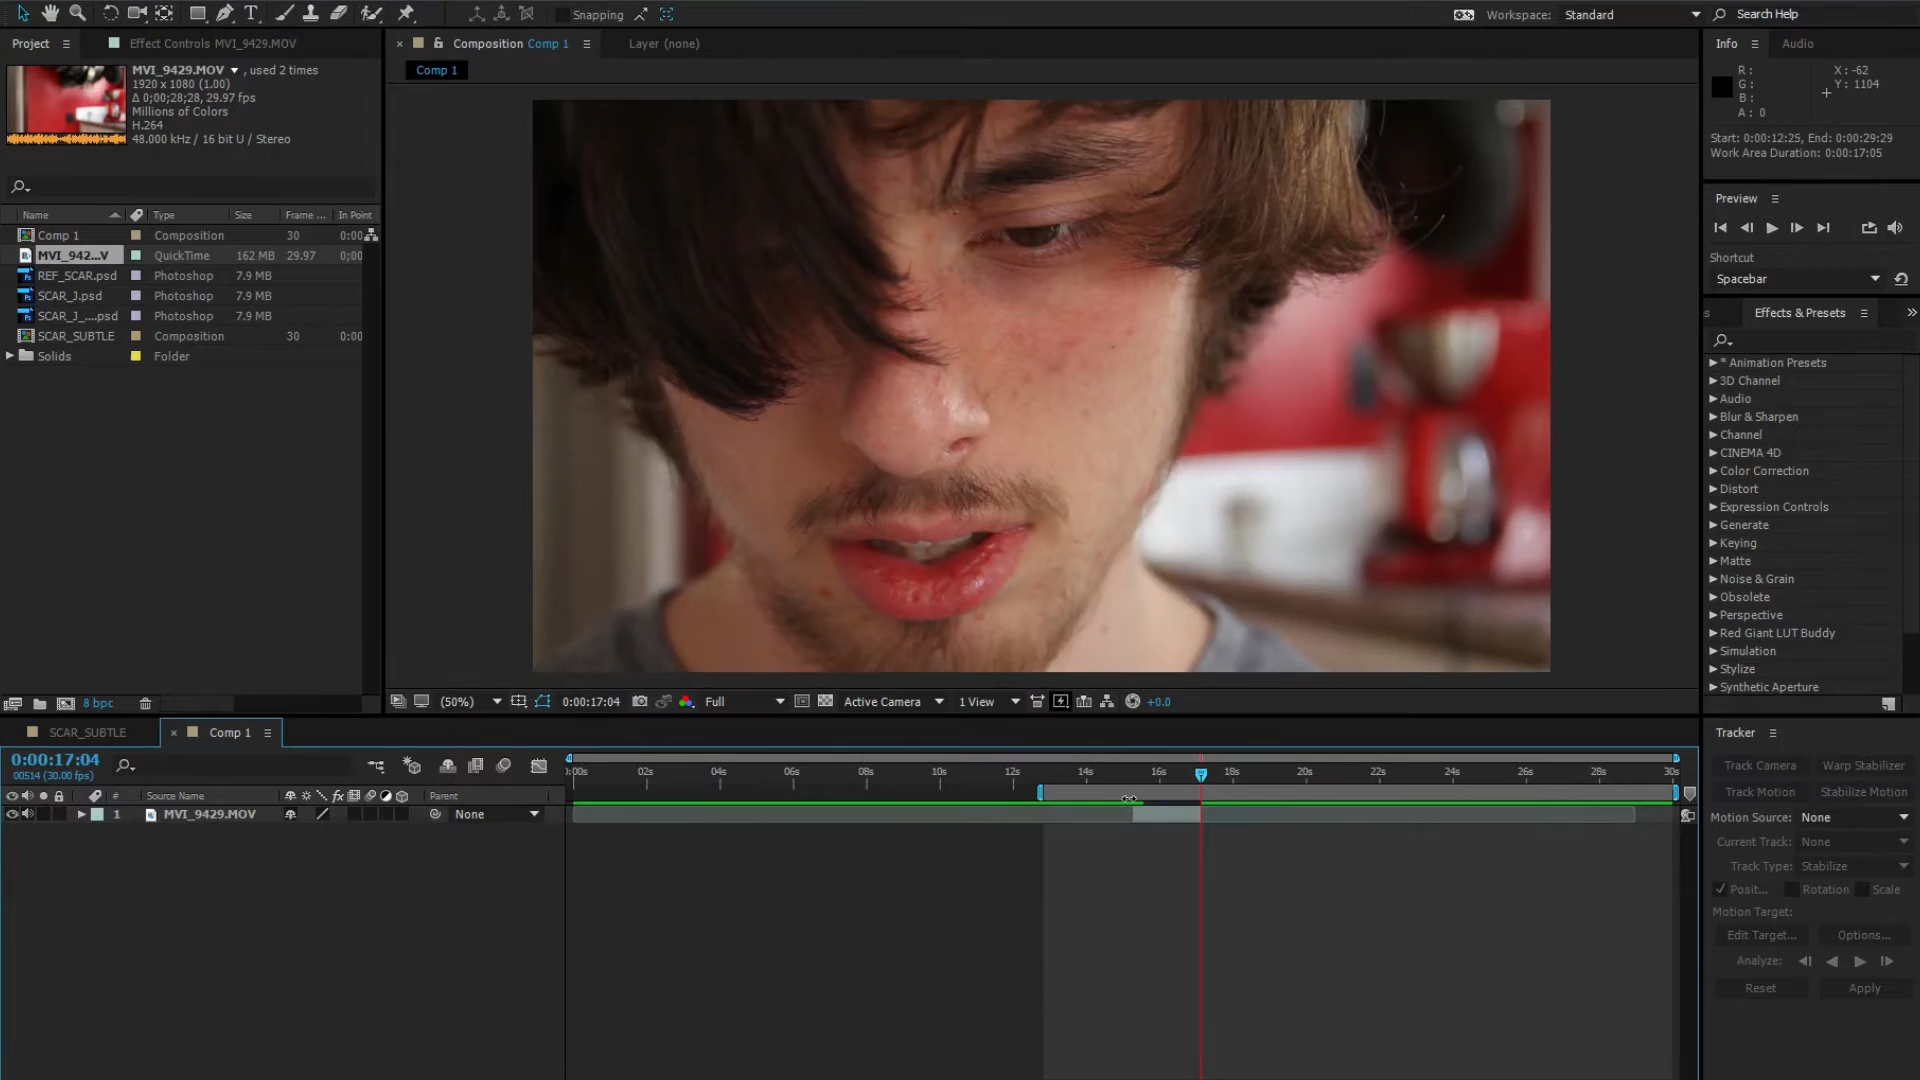 T
Snapping
Workspace: Standard
Search Help
Project
Effect Controls MVI_9429.MOV
MVI_9429.MOV , used 2 times
1920 x 1080 (1.00)
Δ 0;00;28;28, 29.97 fps
Millions of Colors
H.264
48.000 kHz / 16 bit U / Stereo
Name Type Size Frame ... In Point
Comp 1 Composition 30 0:00
MVI_942...V QuickTime 162 MB 29.97 0;00
REF_SCAR.psd Photoshop 7.9 MB
SCAR_J.psd Photoshop 7.9 MB
SCAR_J_....psd Photoshop 7.9 MB
SCAR_SUBTLE Composition 30 0:00
Solids Folder
8 bpc
Composition Comp 1
Layer (none)
Comp 1
(50%) 0:00:17:04 Full Active Camera 1 View +0.0
Info Audio
R :
G :
B :
A : 0
X : -62
Y : 1104
Start: 0:00:12:25, End: 0:00:29:29
Work Area Duration: 0:00:17:05
Preview
Shortcut
Spacebar
Effects & Presets
* Animation Presets
3D Channel
Audio
Blur & Sharpen
Channel
CINEMA 4D
Color Correction
Distort
Expression Controls
Generate
Keying
Matte
Noise & Grain
Obsolete
Perspective
Red Giant LUT Buddy
Simulation
Stylize
Synthetic Aperture
SCAR_SUBTLE
Comp 1
0:00:17:04
00514 (30.00 fps)
# Source Name fx Parent
1 MVI_9429.MOV None
:00s 02s 04s 06s 08s 10s 12s 14s 16s 18s 20s 22s 24s 26s 28s 30s
Tracker
Track Camera Warp Stabilizer
Track Motion Stabilize Motion
Motion Source: None
Current Track: None
Track Type: Stabilize
Posit... Rotation Scale
Motion Target:
Edit Target... Options...
Analyze:
Reset Apply